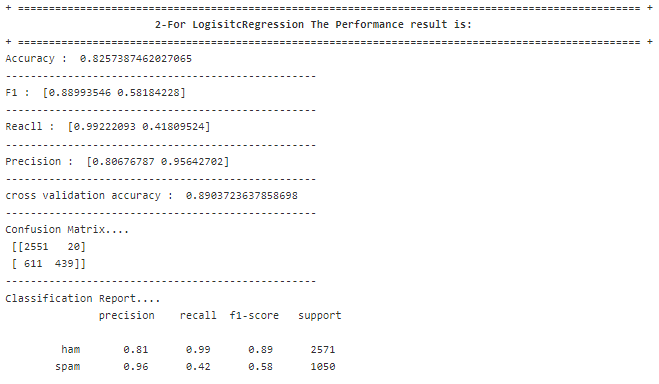 + ==================================================================================================== +
2-For LogisitcRegression The Performance result is:
+ ==================================================================================================== +
Accuracy :  0.8257387462027065
--------------------------------------------------
F1 :  [0.88993546 0.58184228]
--------------------------------------------------
Reacll :  [0.99222093 0.41809524]
--------------------------------------------------
Precision :  [0.80676787 0.95642702]
--------------------------------------------------
cross validation accuracy :  0.8903723637858698
--------------------------------------------------
Confusion Matrix....
[[2551   20]
[ 611  439]]
--------------------------------------------------
Classification Report....
precision    recall  f1-score   support
ham       0.81      0.99      0.89      2571
spam       0.96      0.42      0.58      1050